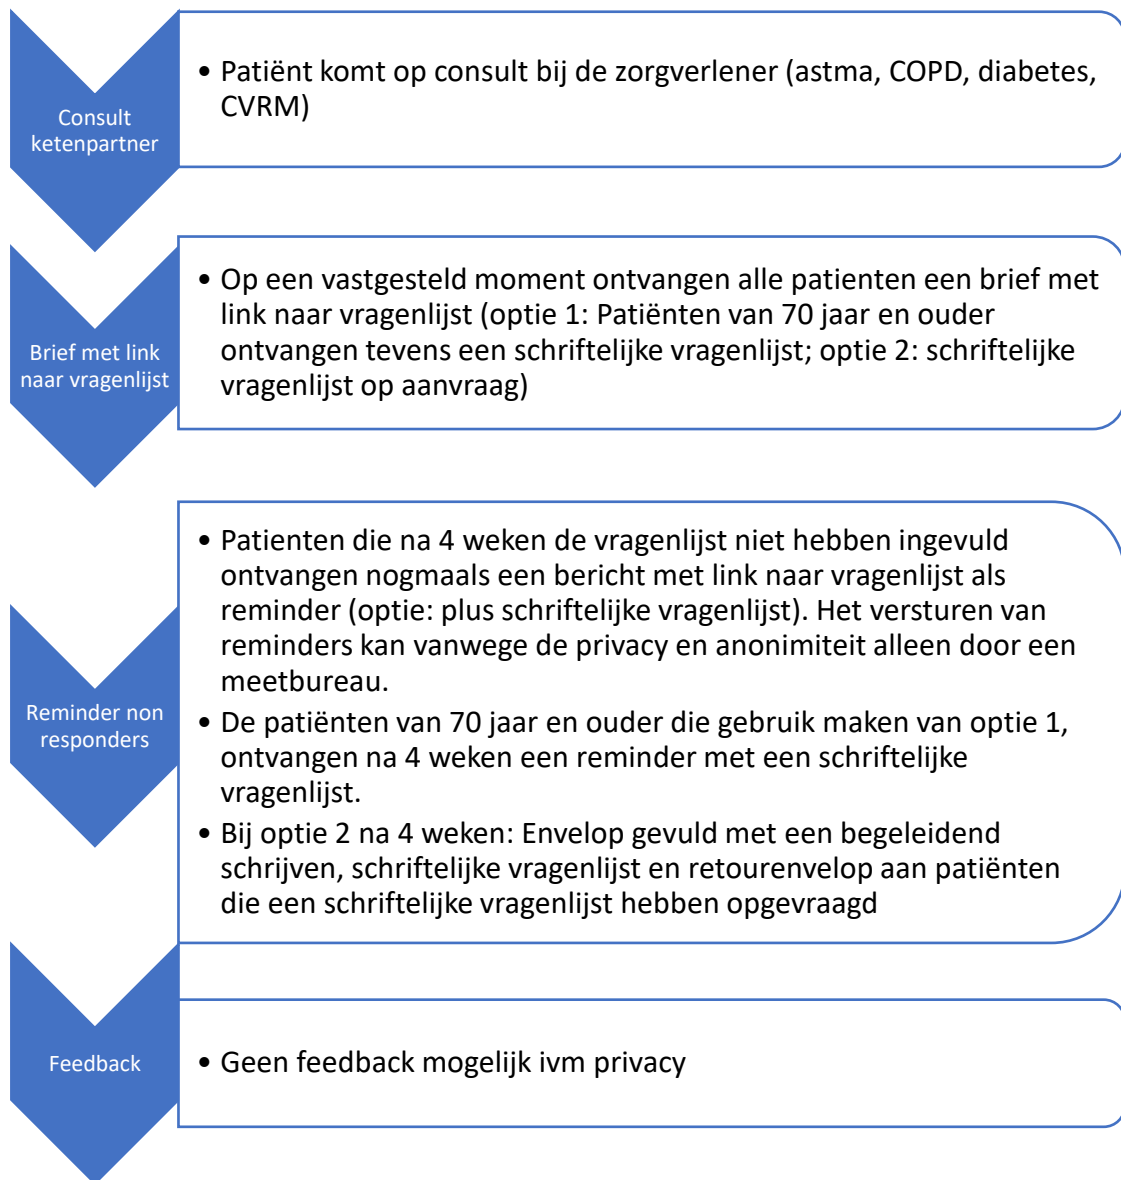 Consult
ketenpartner
• Patiënt komt op consult bij de zorgverlener (astma, COPD, diabetes,
CVRM)
Brief met link
naar vragenlijst
• Op een vastgesteld moment ontvangen alle patienten een brief met
link naar vragenlijst (optie 1: Patiënten van 70 jaar en ouder
ontvangen tevens een schriftelijke vragenlijst; optie 2: schriftelijke
vragenlijst op aanvraag)
Reminder non
responders
• Patienten die na 4 weken de vragenlijst niet hebben ingevuld
ontvangen nogmaals een bericht met link naar vragenlijst als
reminder (optie: plus schriftelijke vragenlijst). Het versturen van
reminders kan vanwege de privacy en anonimiteit alleen door een
meetbureau.
• De patiënten van 70 jaar en ouder die gebruik maken van optie 1,
ontvangen na 4 weken een reminder met een schriftelijke
vragenlijst.
• Bij optie 2 na 4 weken: Envelop gevuld met een begeleidend
schrijven, schriftelijke vragenlijst en retourenvelop aan patiënten
die een schriftelijke vragenlijst hebben opgevraagd
Feedback
• Geen feedback mogelijk ivm privacy